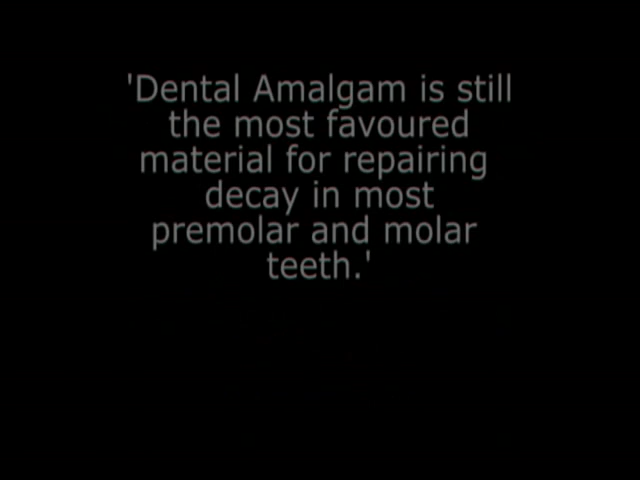 'Dental Amalgam is still
the most favoured
material for repairing
decay in most
premolar and molar
teeth.'